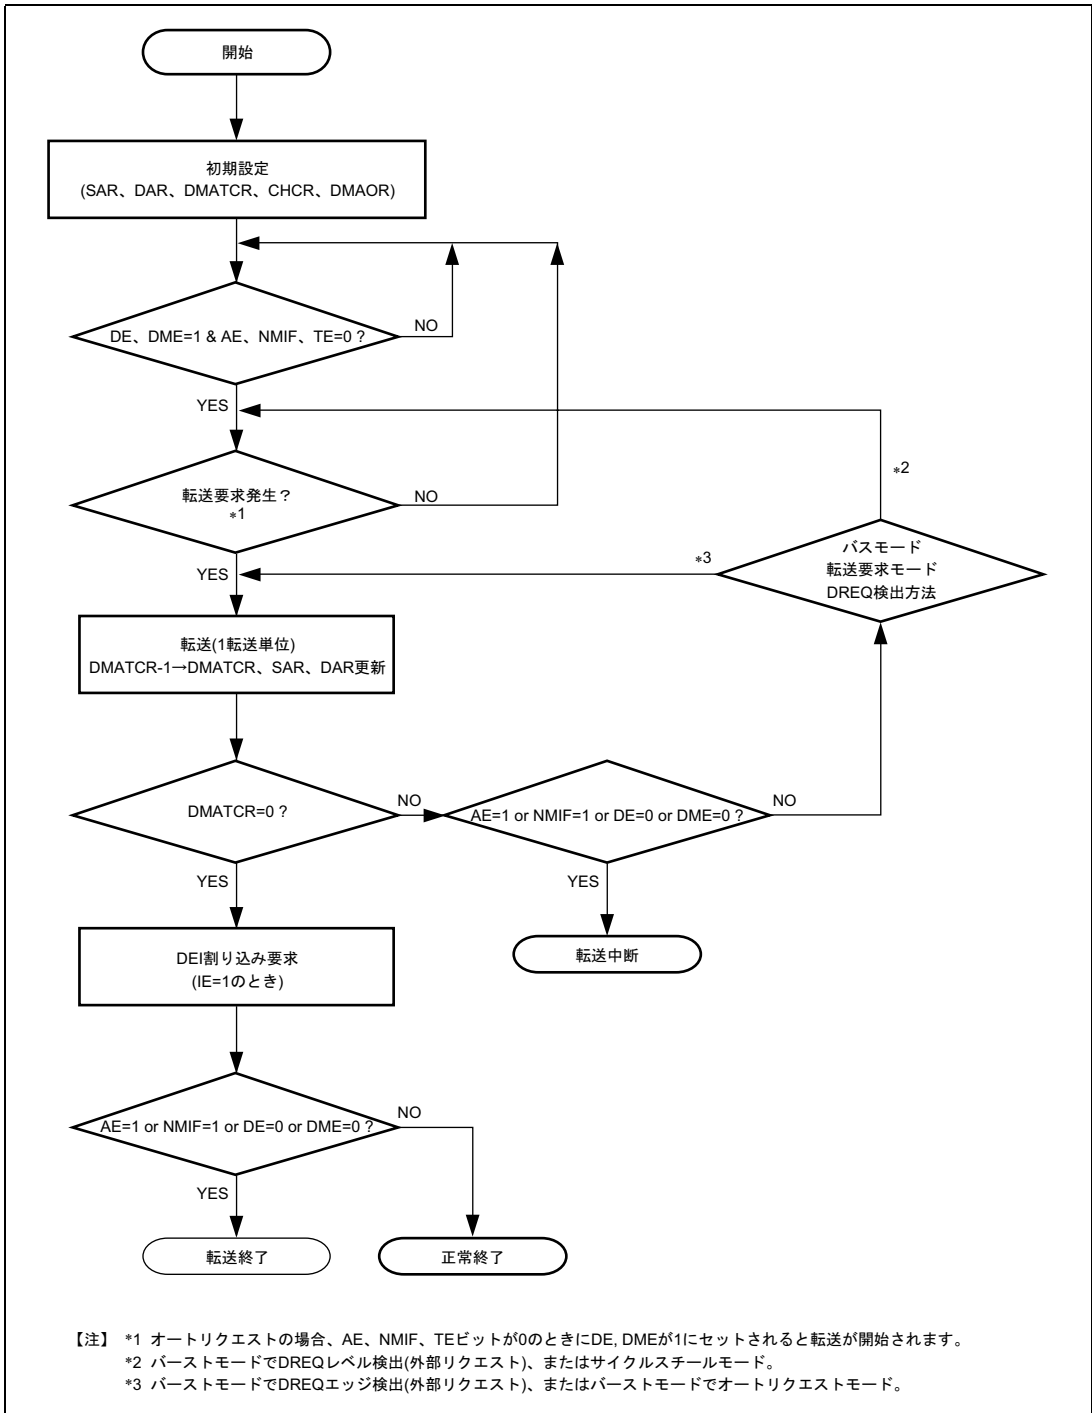 開始
初期設定
(SAR、DAR、DMATCR、CHCR、DMAOR)
DE、DME=1 & AE、NMIF、TE=0 ?
NO
YES
転送要求発生？
*1
NO
YES
*2
バスモード
転送要求モード
DREQ検出方法
*3
転送(1転送単位)
DMATCR-1→DMATCR、SAR、DAR更新
DMATCR=0 ?
NO
AE=1 or NMIF=1 or DE=0 or DME=0 ?
NO
YES
YES
転送中断
DEI割り込み要求
(IE=1のとき)
AE=1 or NMIF=1 or DE=0 or DME=0 ?
NO
YES
転送終了
正常終了
【注】 *1 オートリクエストの場合、AE、NMIF、TEビットが0のときにDE, DMEが1にセットされると転送が開始されます。
*2 バーストモードでDREQレベル検出(外部リクエスト)、またはサイクルスチールモード。
*3 バーストモードでDREQエッジ検出(外部リクエスト)、またはバーストモードでオートリクエストモード。